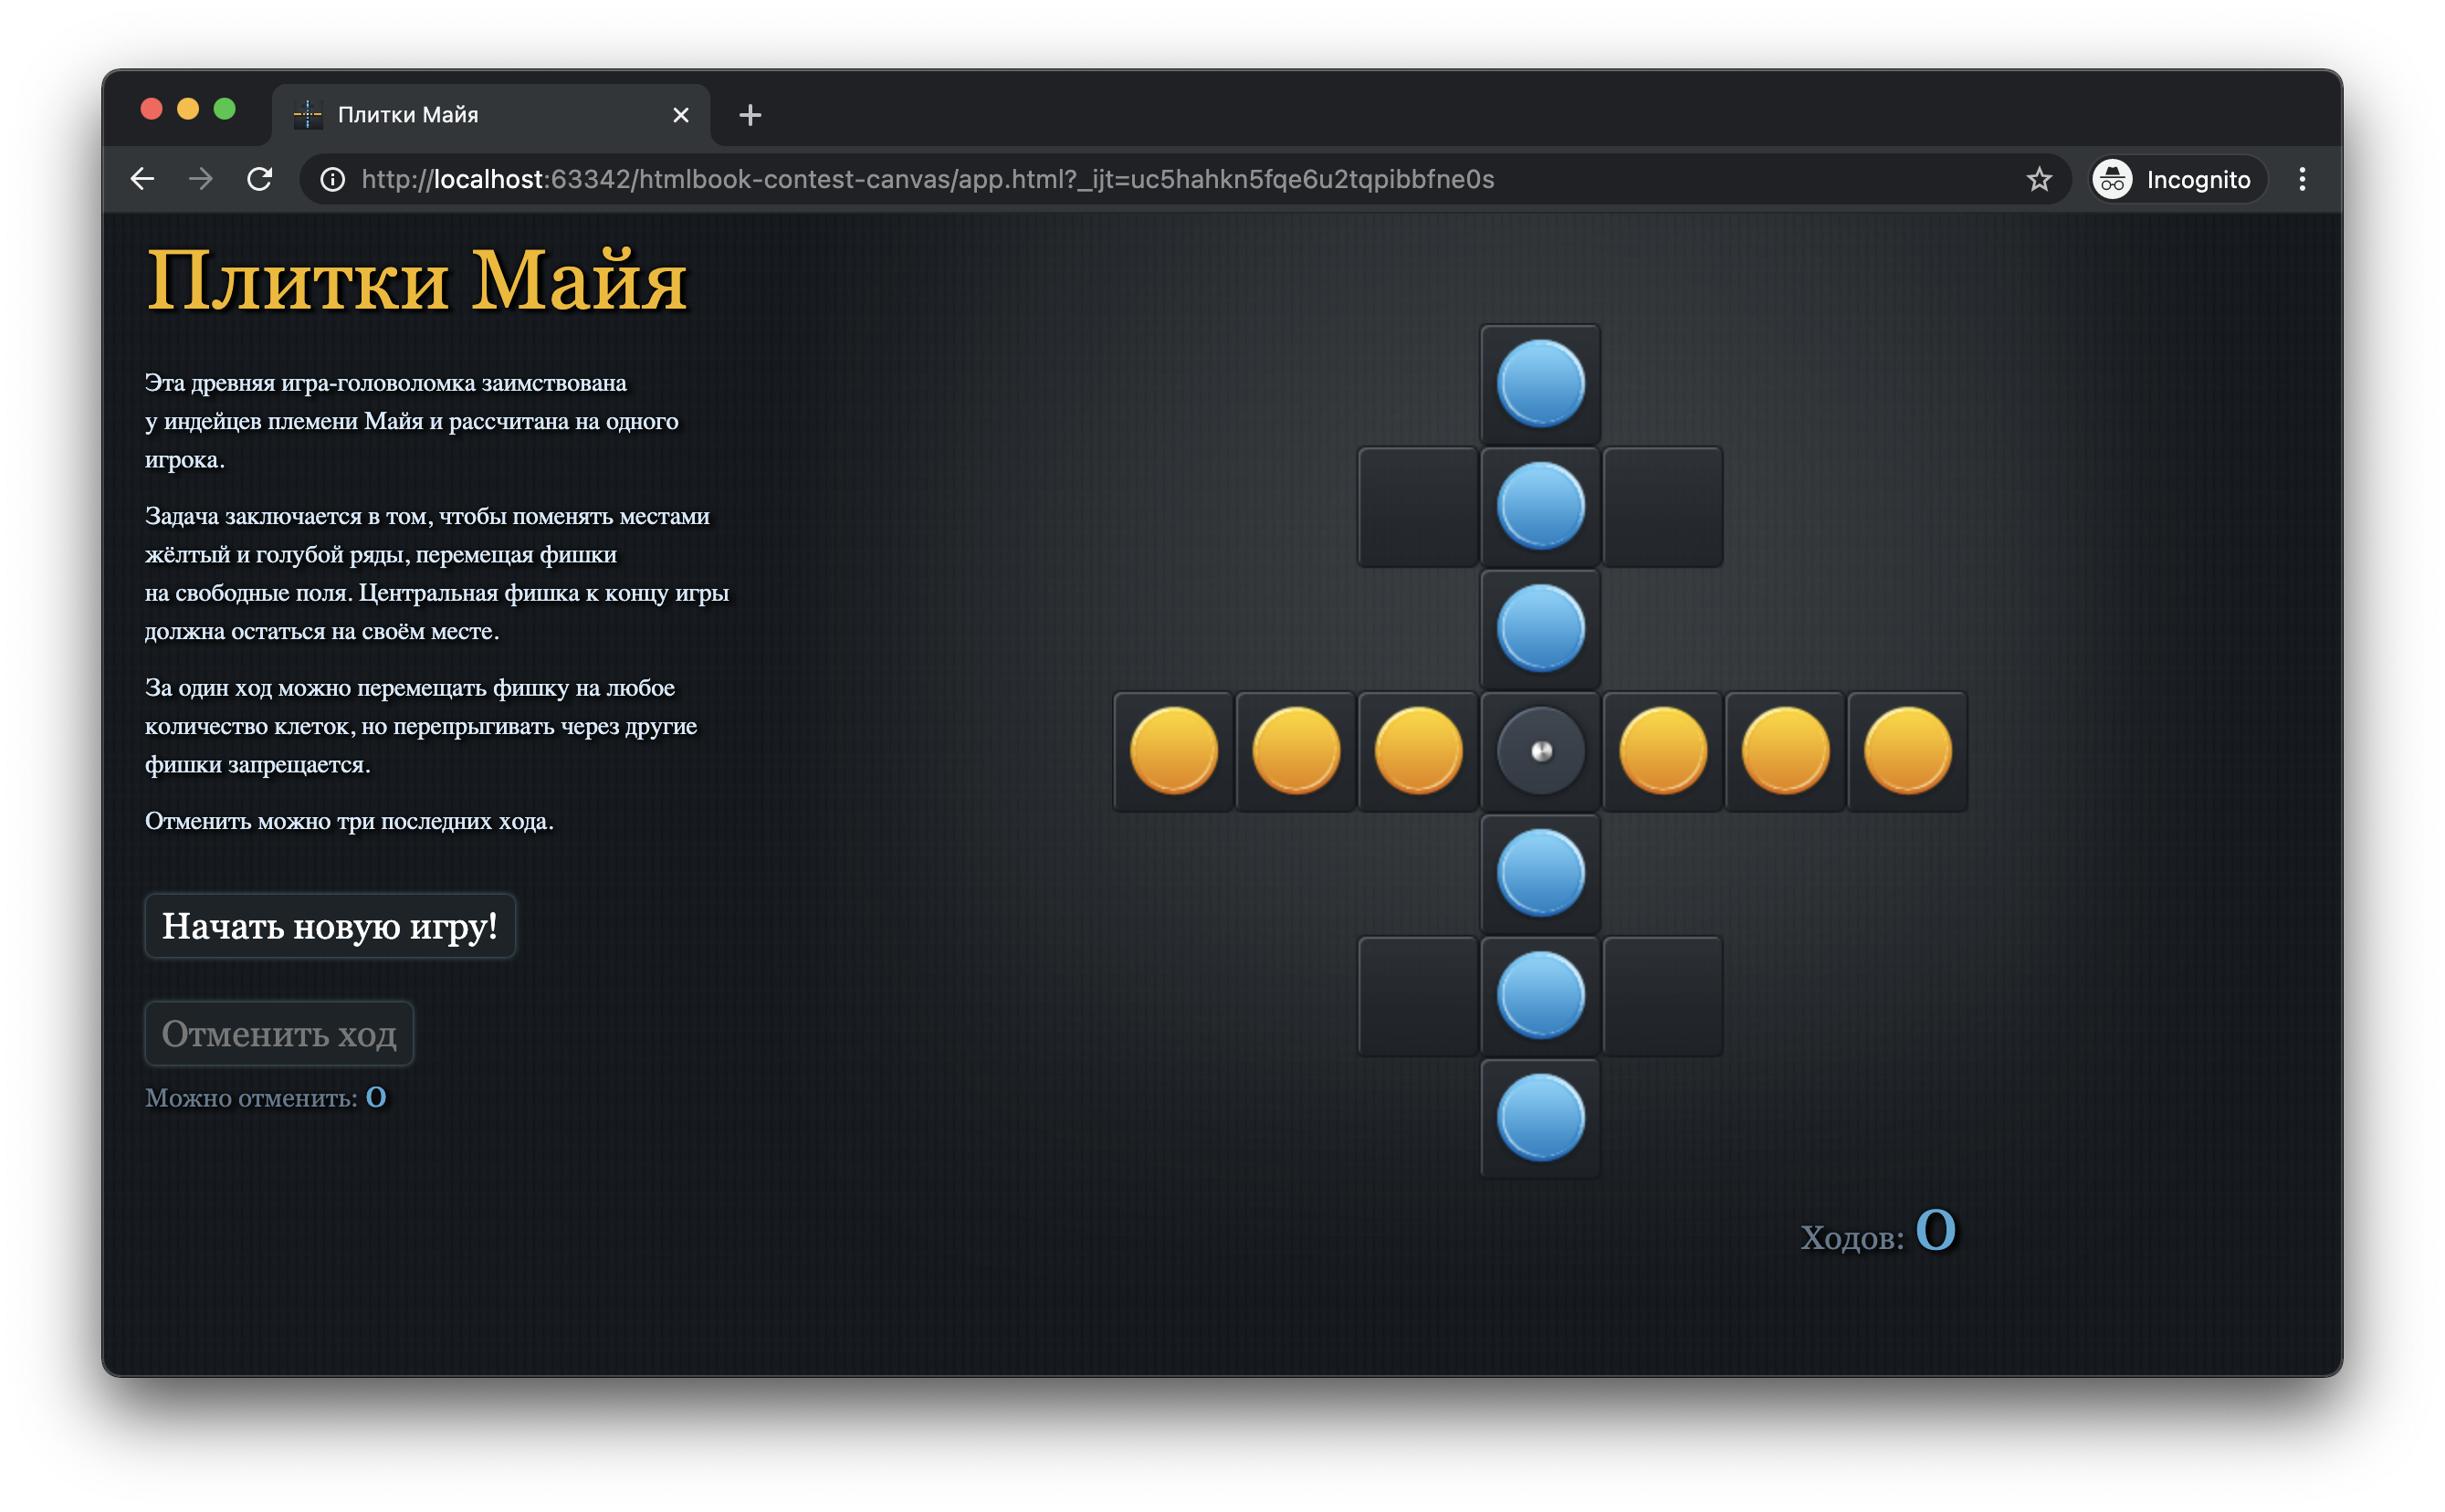 Плитки Майя
http://localhost:63342/htmlbook-contest-canvas/app.html?_ijt=uc5hahkn5fqe6u2tqpibbfne0s
Incognito
Плитки Майя
Эта древняя игра-головоломка заимствована
у индейцев племени Майя и рассчитана на одного
игрока.
Задача заключается в том, чтобы поменять местами
жёлтый и голубой ряды, перемещая фишки
на свободные поля. Центральная фишка к концу игры
должна остаться на своём месте.
За один ход можно перемещать фишку на любое
количество клеток, но перепрыгивать через другие
фишки запрещается.
Отменить можно три последних хода.
Начать новую игру!
Отменить ход
Можно отменить: 0
Ходов: 0